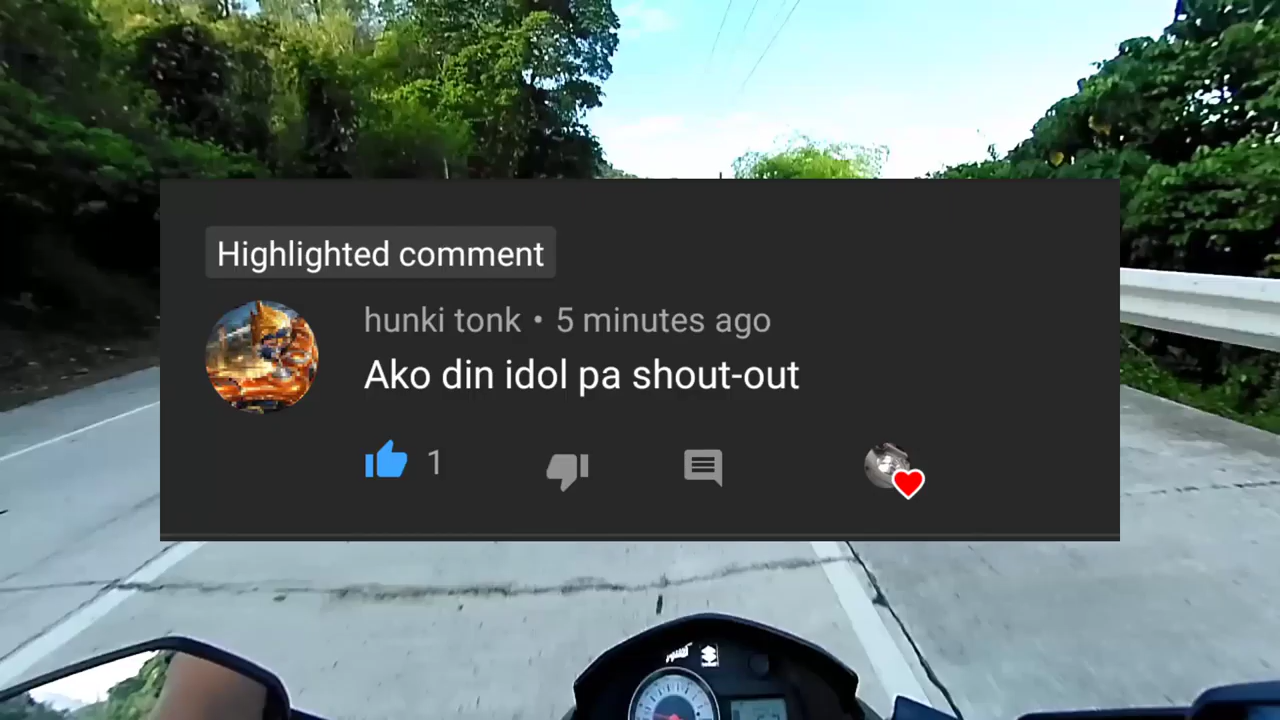 Highlighted comment
hunki tonk • 5 minutes ago
Ako din idol pa shout-out
1